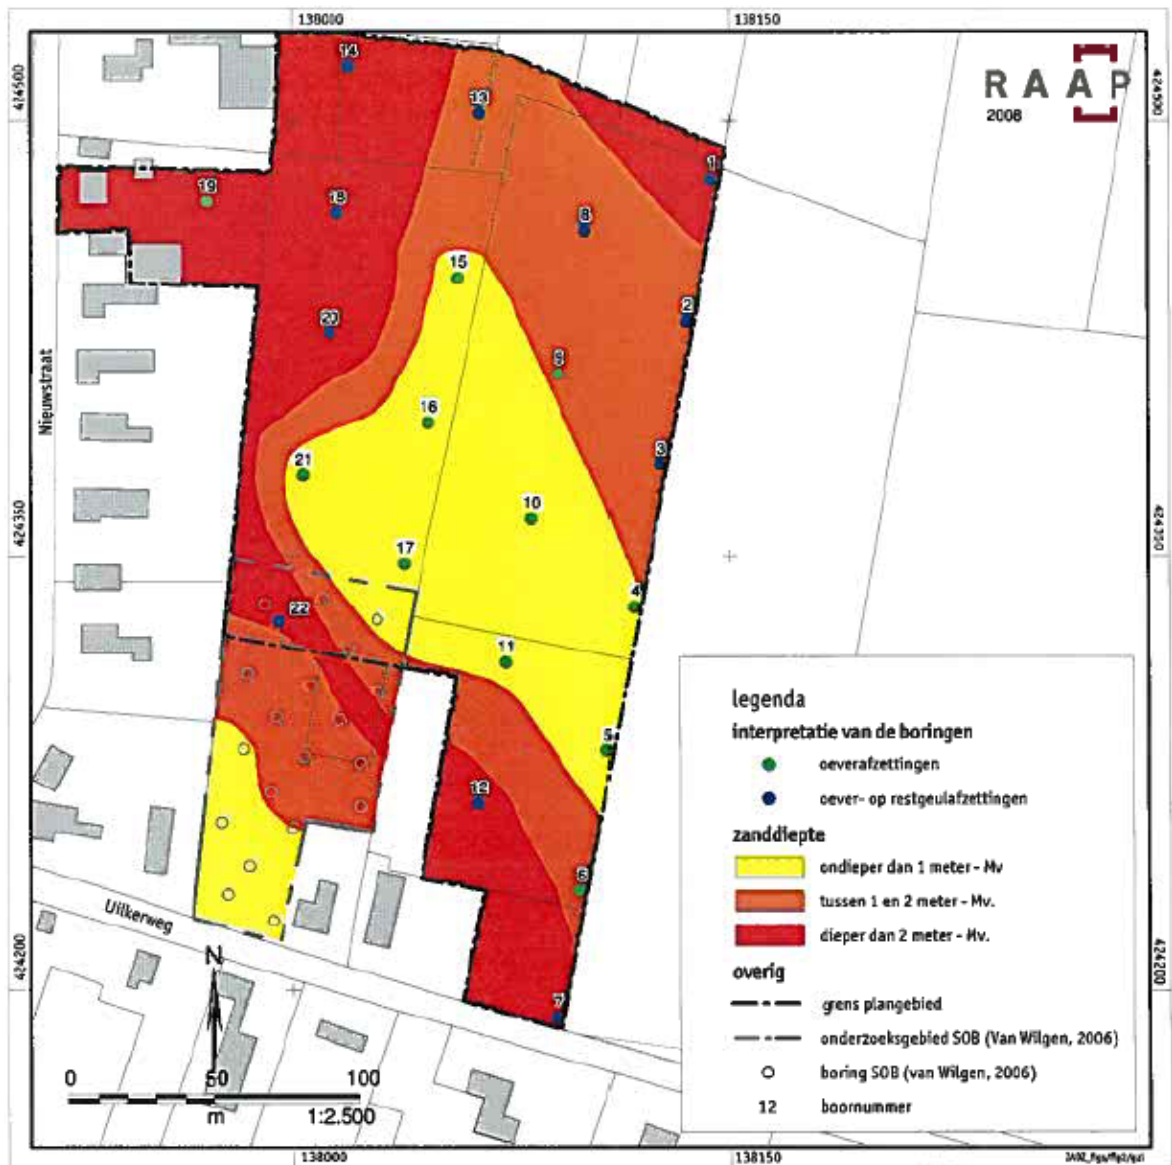 138000
138150
424500
424500
RAAP
2008
14
13
1
19
18
8
15
2
20
9
16
3
21
10
17
4
22
11
5
12
6
7
Nieuwstraat
424350
424350
Uilkerweg
424200
424200
N
0 50 100
m 1:2.500
legenda
interpretatie van de boringen
oeverafzettingen
oever- op restgeulafzettingen
zanddiepte
ondieper dan 1 meter - Mv
tussen 1 en 2 meter - Mv.
dieper dan 2 meter - Mv.
overig
grens plangebied
onderzoeksgebied SOB (Van Wilgen, 2006)
boring SOB (van Wilgen, 2006)
12 boornummer
138000
138150